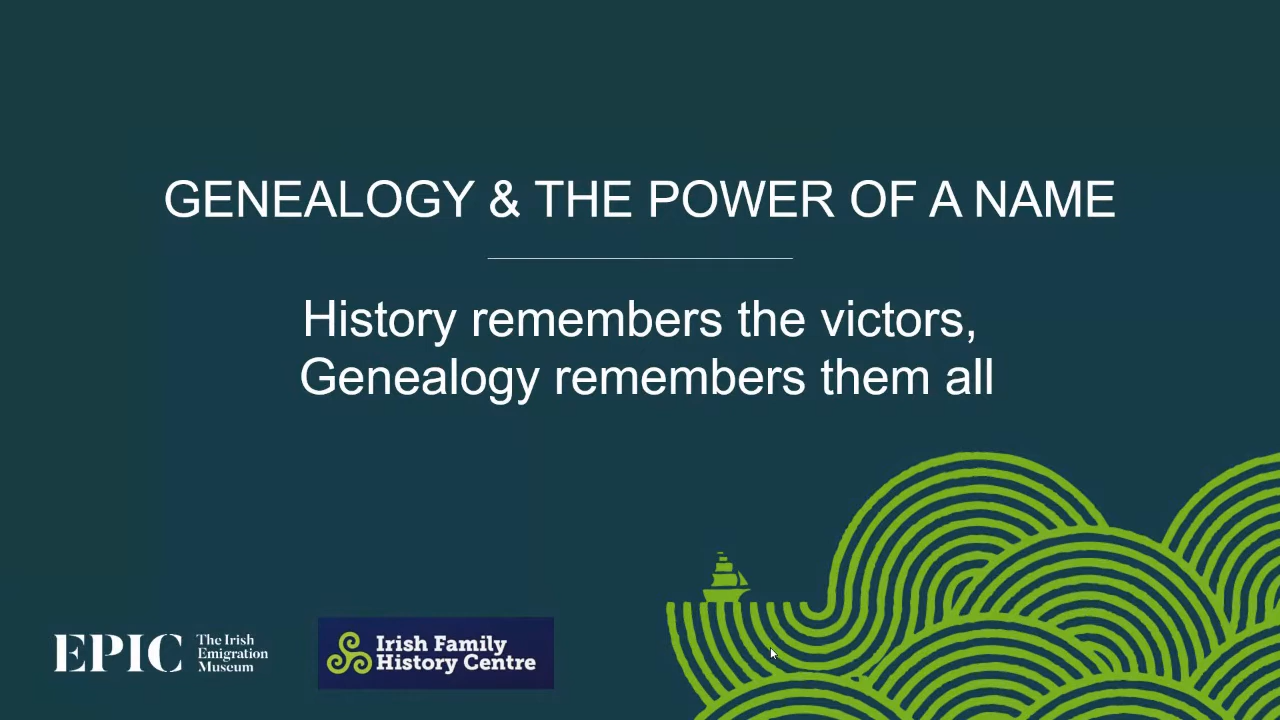 GENEALOGY & THE POWER OF A NAME
History remembers the victors,
Genealogy remembers them all
EPIC
The Irish
Emigration
Museum
Irish Family
History Centre